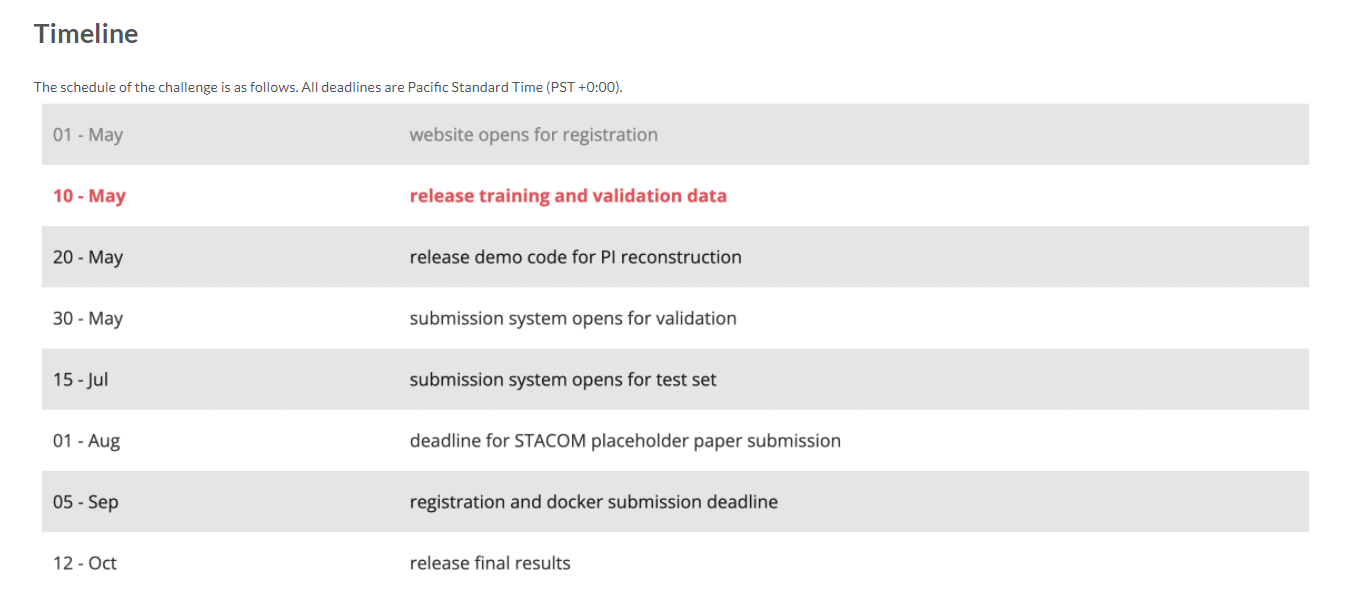 Timeline
The schedule of the challenge is as follows. All deadlines are Pacific Standard Time (PST +0:00).
01 - May website opens for registration
10 - May release training and validation data
20 - May release demo code for PI reconstruction
30 - May submission system opens for validation
15 - Jul submission system opens for test set
01 - Aug deadline for STACOM placeholder paper submission
05 - Sep registration and docker submission deadline
12 - Oct release final results